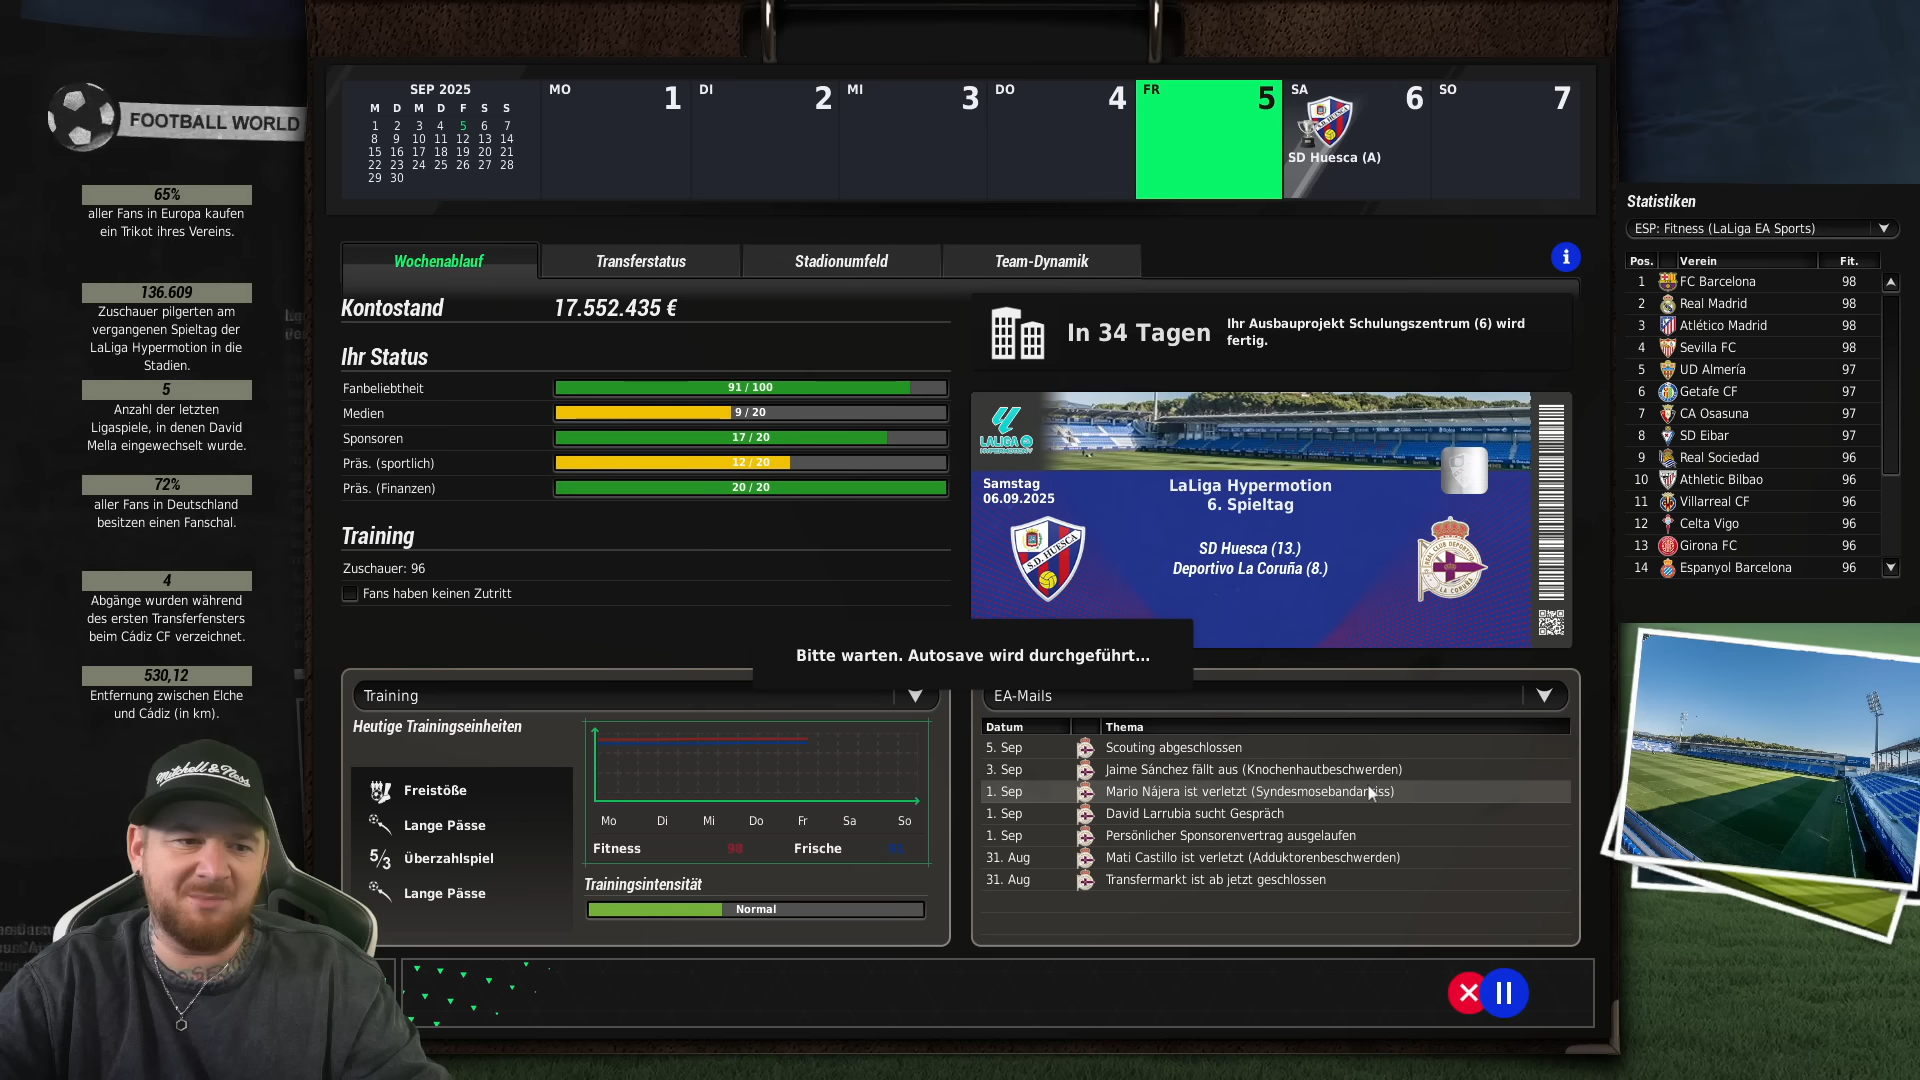 SEP 2025
M D M D F S S
1 2 3 4 5 6 7
8 9 10 11 12 13 14
15 16 17 18 19 20 21
22 23 24 25 26 27 28
29 30
MO 1
DI 2
MI 3
DO 4
FR 5
SA 6
SD Huesca (A)
SO 7
FOOTBALL WORLD
65%
aller Fans in Europa kaufen
ein Trikot ihres Vereins.
136.609
Zuschauer pilgerten am
vergangenen Spieltag der
LaLiga Hypermotion in die
Stadien.
5
Anzahl der letzten
Ligaspiele, in denen David
Mella eingewechselt wurde.
72%
aller Fans in Deutschland
besitzen einen Fanschal.
4
Abgänge wurden während
des ersten Transferfensters
beim Cádiz CF verzeichnet.
530,12
Entfernung zwischen Elche
und Cádiz (in km).
Mitchell & Ness
Wochenablauf
Transferstatus
Stadionumfeld
Team-Dynamik
i
Kontostand 17.552.435 €
Ihr Status
Fanbeliebtheit 91 / 100
Medien 9 / 20
Sponsoren 17 / 20
Präs. (sportlich) 12 / 20
Präs. (Finanzen) 20 / 20
Training
Zuschauer: 96
Fans haben keinen Zutritt
In 34 Tagen
Ihr Ausbauprojekt Schulungszentrum (6) wird
fertig.
LALIGA
HYPERMOTION
Samstag
06.09.2025
LaLiga Hypermotion
6. Spieltag
SD Huesca (13.)
Deportivo La Coruña (8.)
S.D. HUESCA
Bitte warten. Autosave wird durchgeführt...
Training
Heutige Trainingseinheiten
Freistöße
Lange Pässe
5/3 Überzahlspiel
Lange Pässe
Mo Di Mi Do Fr Sa So
Fitness 98 Frische
Trainingsintensität
Normal
EA-Mails
Datum Thema
5. Sep Scouting abgeschlossen
3. Sep Jaime Sánchez fällt aus (Knochenhautbeschwerden)
1. Sep Mario Nájera ist verletzt (Syndesmosebandanriss)
1. Sep David Larrubia sucht Gespräch
1. Sep Persönlicher Sponsorenvertrag ausgelaufen
31. Aug Mati Castillo ist verletzt (Adduktorenbeschwerden)
31. Aug Transfermarkt ist ab jetzt geschlossen
Statistiken
ESP: Fitness (LaLiga EA Sports)
Pos. Verein Fit.
1 FC Barcelona 98
2 Real Madrid 98
3 Atlético Madrid 98
4 Sevilla FC 98
5 UD Almería 97
6 Getafe CF 97
7 CA Osasuna 97
8 SD Eibar 97
9 Real Sociedad 96
10 Athletic Bilbao 96
11 Villarreal CF 96
12 Celta Vigo 96
13 Girona FC 96
14 Espanyol Barcelona 96